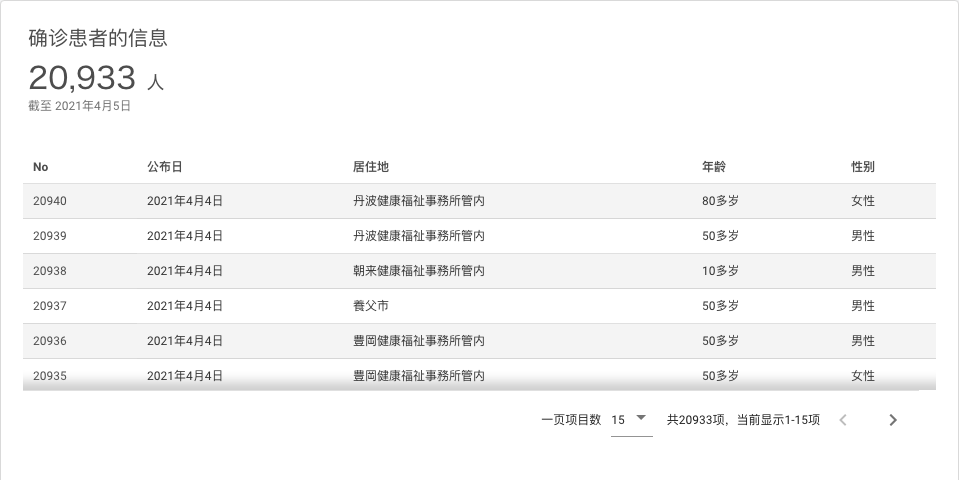 确诊患者的信息
20,933 人
截至 2021年4月5日
No 公布日 居住地 年龄 性别
20940 2021年4月4日 丹波健康福祉事務所管内 80多岁 女性
20939 2021年4月4日 丹波健康福祉事務所管内 50多岁 男性
20938 2021年4月4日 朝来健康福祉事務所管内 10多岁 男性
20937 2021年4月4日 養父市 50多岁 男性
20936 2021年4月4日 豊岡健康福祉事務所管内 50多岁 男性
20935 2021年4月4日 豊岡健康福祉事務所管内 50多岁 女性
一页项目数 15 共20933项，当前显示1-15项